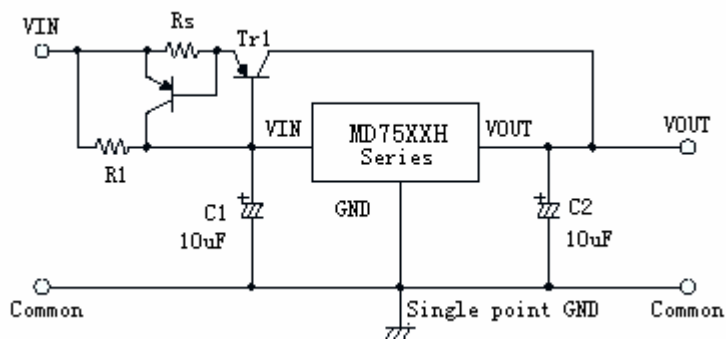 VIN
Rs
Tr1
R1
VIN
MD75XXH
Series
VOUT
VOUT
GND
C1
10uF
C2
10uF
Common
Single point GND
Common